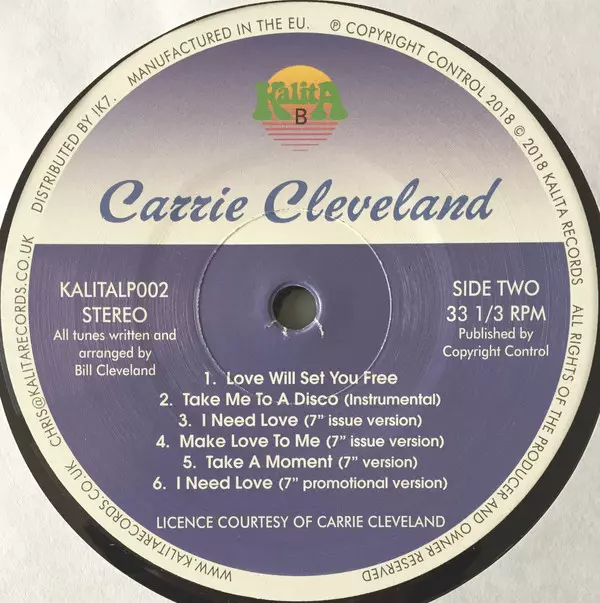 WWW.KALITARECORDS.CO.UK
CHRIS@KALITARECORDS.CO.UK
DISTRIBUTED BY !K7. MANUFACTURED IN THE EU. ℗ COPYRIGHT CONTROL 2018 © 2018 KALITA RECORDS
ALL RIGHTS OF THE PRODUCER AND OWNER RESERVED
KalitA
B
Carrie Cleveland
KALITALP002
STEREO
All tunes written and
arranged by
Bill Cleveland
SIDE TWO
33 1/3 RPM
Published by
Copyright Control
1. Love Will Set You Free
2. Take Me To A Disco (Instrumental)
3. I Need Love (7” issue version)
4. Make Love To Me (7” issue version)
5. Take A Moment (7” version)
6. I Need Love (7” promotional version)
LICENCE COURTESY OF CARRIE CLEVELAND